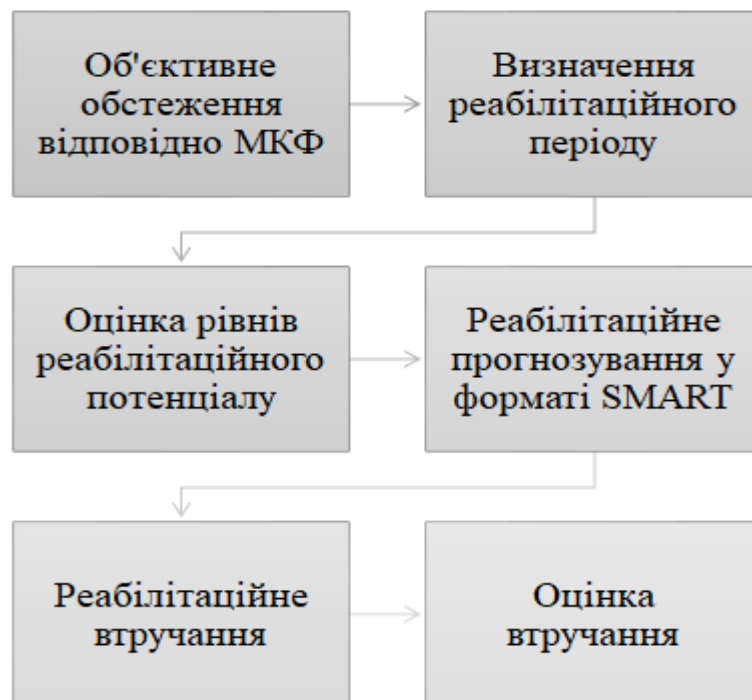 Об'єктивне
обстеження
відповідно МКФ
Визначення
реабілітаційного
періоду
Оцінка рівнів
реабілітаційного
потенціалу
Реабілітаційне
прогнозування у
форматі SMART
Реабілітаційне
втручання
Оцінка
втручання